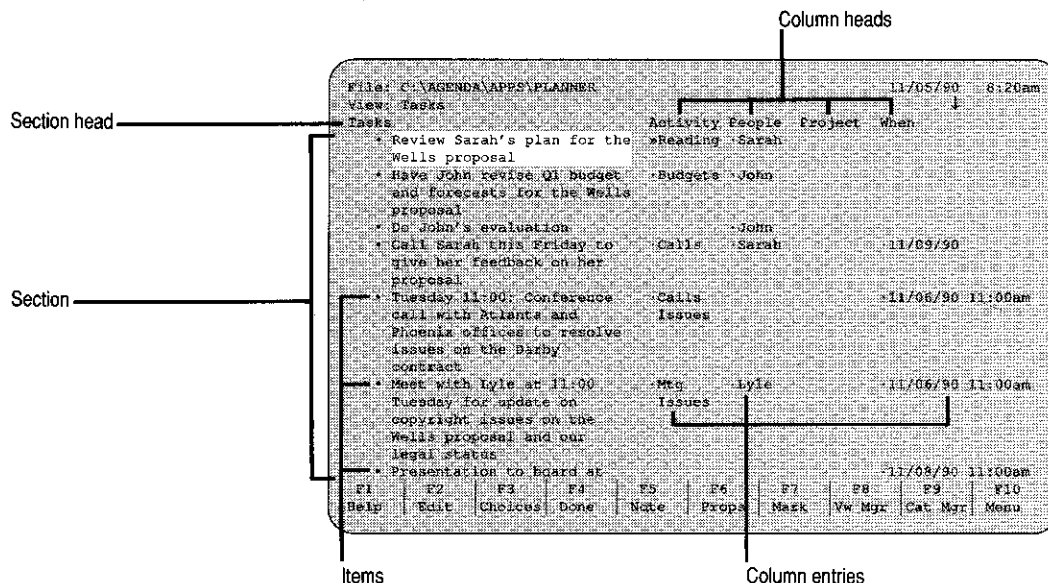 Column heads
File: C:\AGENDA\APPS\PLANNER 11/05/90 8:20am
View: Tasks ↓
Section head
Tasks Activity People Project When
• Review Sarah's plan for the »Reading ·Sarah
Wells proposal
• Have John revise Q1 budget ·Budgets ·John
and forecasts for the Wells
proposal
• Do John's evaluation ·John
• Call Sarah this Friday to ·Calls ·Sarah ·11/09/90
give her feedback on her
proposal
Section
• Tuesday 11:00: Conference ·Calls ·11/06/90 11:00am
call with Atlanta and Issues
Phoenix offices to resolve
issues on the Darby
contract
• Meet with Lyle at 11:00 ·Mtg ·Lyle ·11/06/90 11:00am
Tuesday for update on Issues
copyright issues on the
Wells proposal and our
legal status
• Presentation to board at ·11/08/90 11:00am
F1 F2 F3 F4 F5 F6 F7 F8 F9 F10
Help Edit Choices Done Note Props Mark Vw Mgr Cat Mgr Menu
Items Column entries